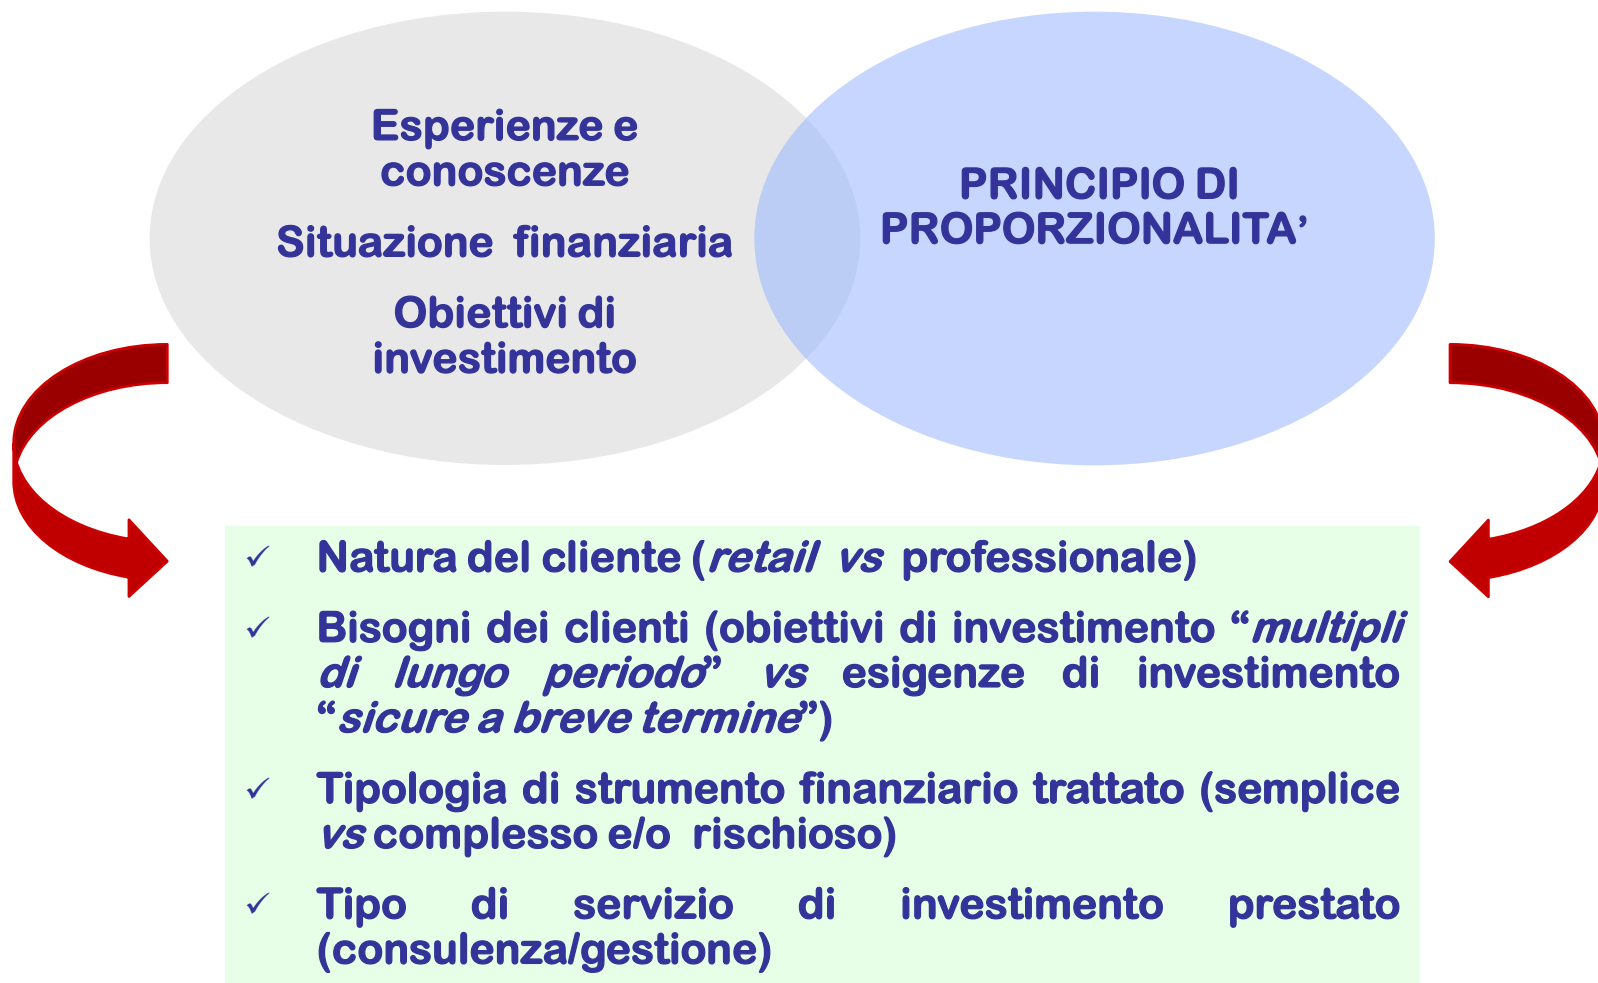 Esperienze e
conoscenze
Situazione finanziaria
Obiettivi di
investimento
PRINCIPIO DI
PROPORZIONALITA’
✓ Natura del cliente (retail vs professionale)
✓ Bisogni dei clienti (obiettivi di investimento “multipli
di lungo periodo” vs esigenze di investimento
“sicure a breve termine”)
✓ Tipologia di strumento finanziario trattato (semplice
vs complesso e/o rischioso)
✓ Tipo di servizio di investimento prestato
(consulenza/gestione)